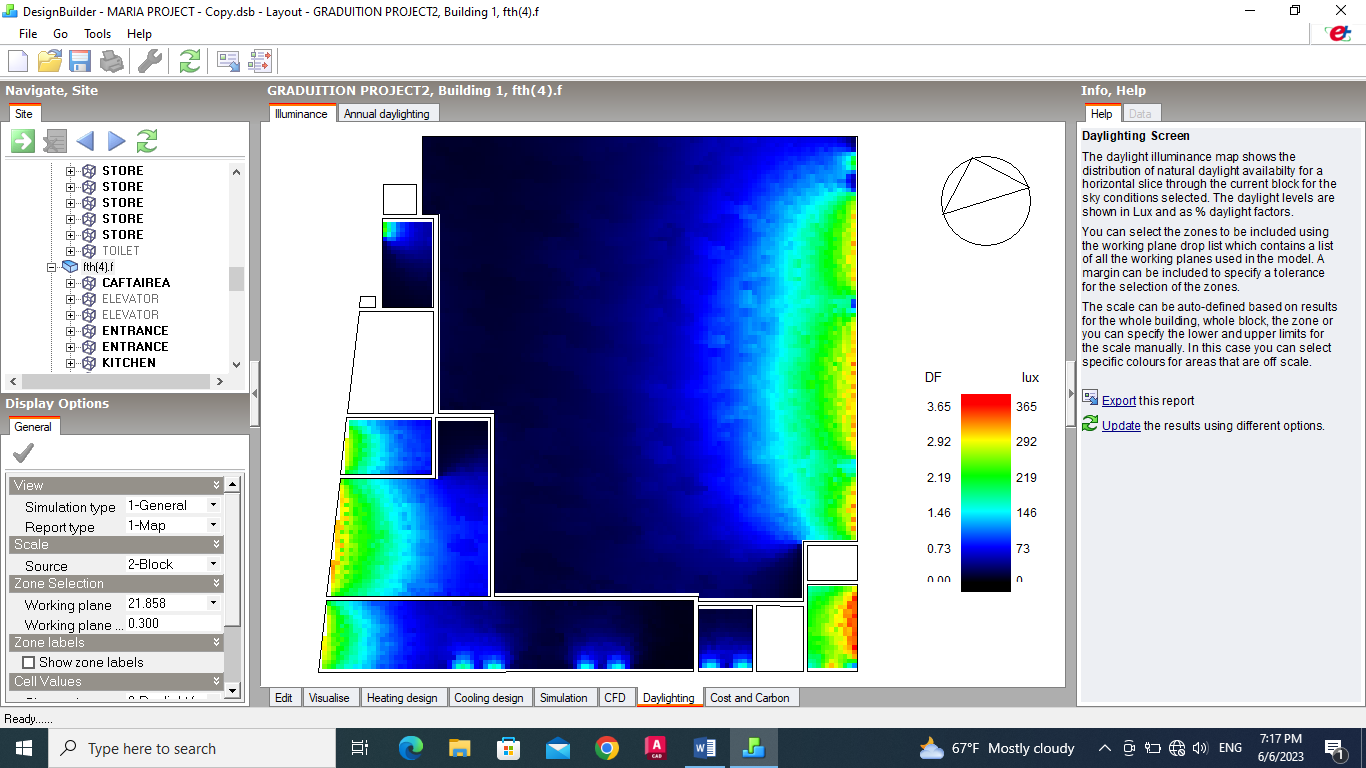 DesignBuilder - MARIA PROJECT - Copy.dsb - Layout - GRADUITION PROJECT2, Building 1, fth(4).f
File Go Tools Help
Navigate, Site
Site
STORE
STORE
STORE
STORE
STORE
TOILET
fth(4).f
CAFTAIREA
ELEVATOR
ELEVATOR
ENTRANCE
ENTRANCE
KITCHEN
Display Options
General
View
Simulation type 1-General
Report type 1-Map
Scale
Source 2-Block
Zone Selection
Working plane 21.858
Working plane ... 0.300
Zone labels
Show zone labels
Cell Values
GRADUITION PROJECT2, Building 1, fth(4).f
Illuminance Annual daylighting
DF lux
3.65 365
2.92 292
2.19 219
1.46 146
0.73 73
0.00 0
Edit Visualise Heating design Cooling design Simulation CFD Daylighting Cost and Carbon
Info, Help
Help Data
Daylighting Screen
The daylight illuminance map shows the
distribution of natural daylight availabilty for a
horizontal slice through the current block for the
sky conditions selected. The daylight levels are
shown in Lux and as % daylight factors.
You can select the zones to be included using
the working plane drop list which contains a list
of all the working planes used in the model. A
margin can be included to specify a tolerance
for the selection of the zones.
The scale can be auto-defined based on results
for the whole building, whole block, the zone or
you can specify the lower and upper limits for
the scale manually. In this case you can select
specific colours for areas that are off scale.
Export this report
Update the results using different options.
Ready......
Type here to search
67°F Mostly cloudy
ENG
7:17 PM
6/6/2023
1